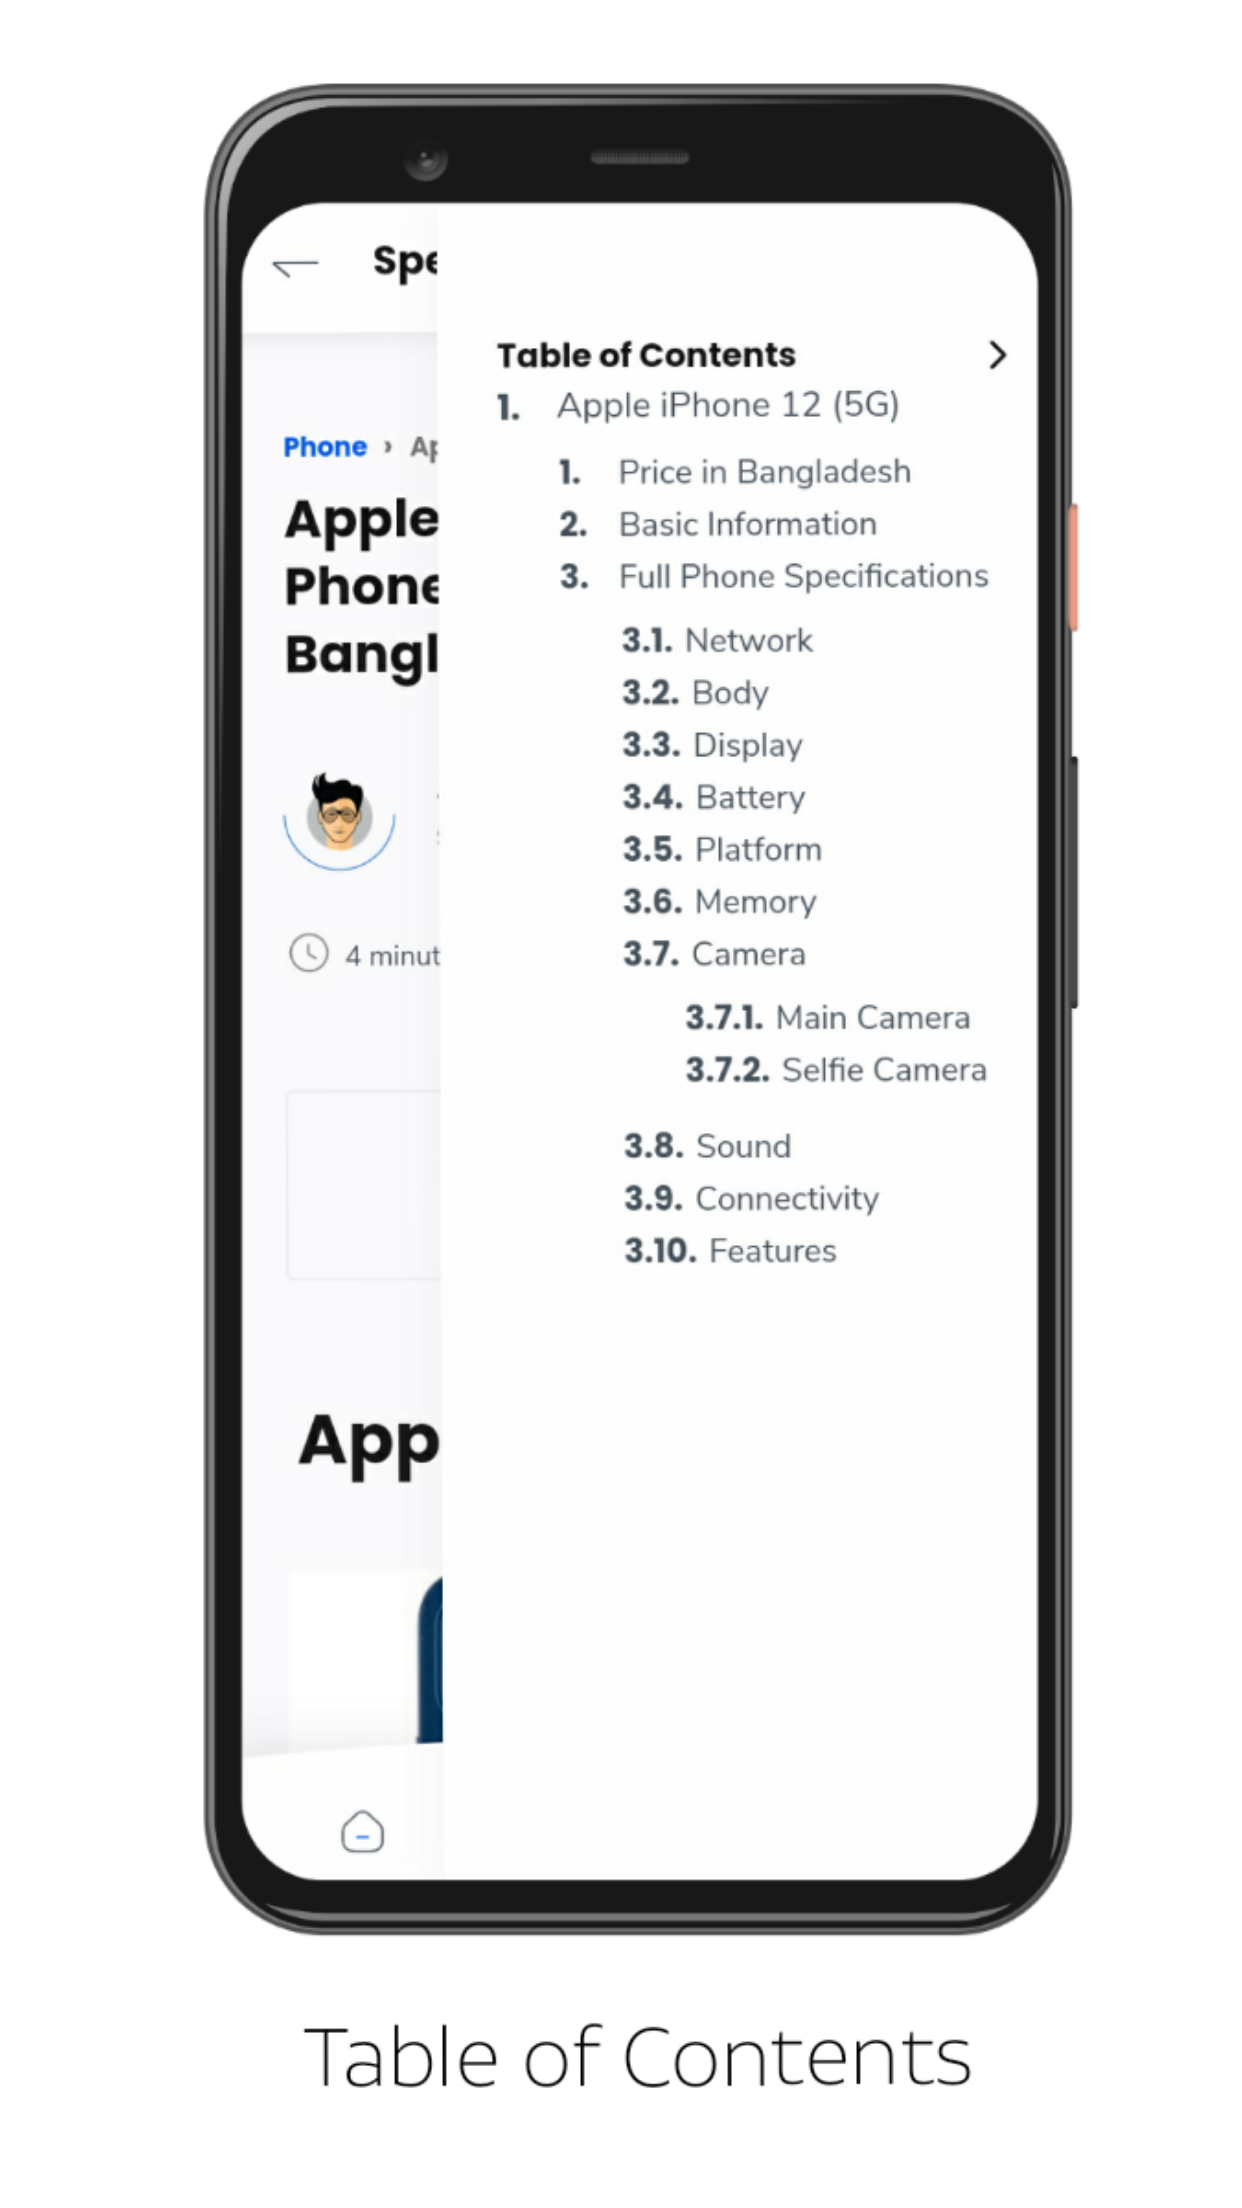 Spe
Table of Contents
1. Apple iPhone 12 (5G)
Phone › Ap
1. Price in Bangladesh
Apple
2. Basic Information
Phone
3. Full Phone Specifications
Bangl
3.1. Network
3.2. Body
3.3. Display
3.4. Battery
3.5. Platform
3.6. Memory
3.7. Camera
4 minut
3.7.1. Main Camera
3.7.2. Selfie Camera
3.8. Sound
3.9. Connectivity
3.10. Features
App
Table of Contents